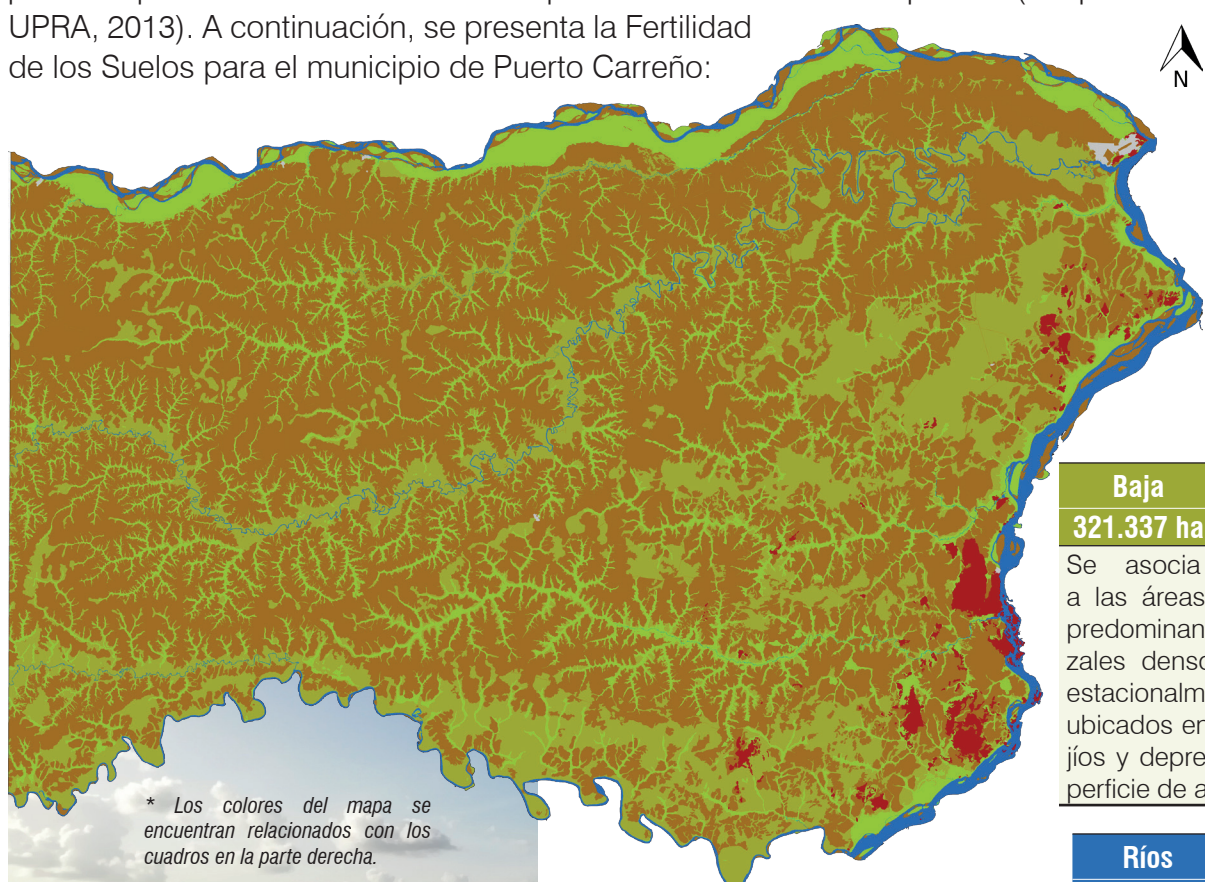 UPRA, 2013). A continuación, se presenta la Fertilidad
de los Suelos para el municipio de Puerto Carreño:
N
Baja
321.337 ha
Se asocia
a las áreas
predominan
zales denso
estacionalm
ubicados en
jíos y depre
perficie de a
Ríos
* Los colores del mapa se
encuentran relacionados con los
cuadros en la parte derecha.